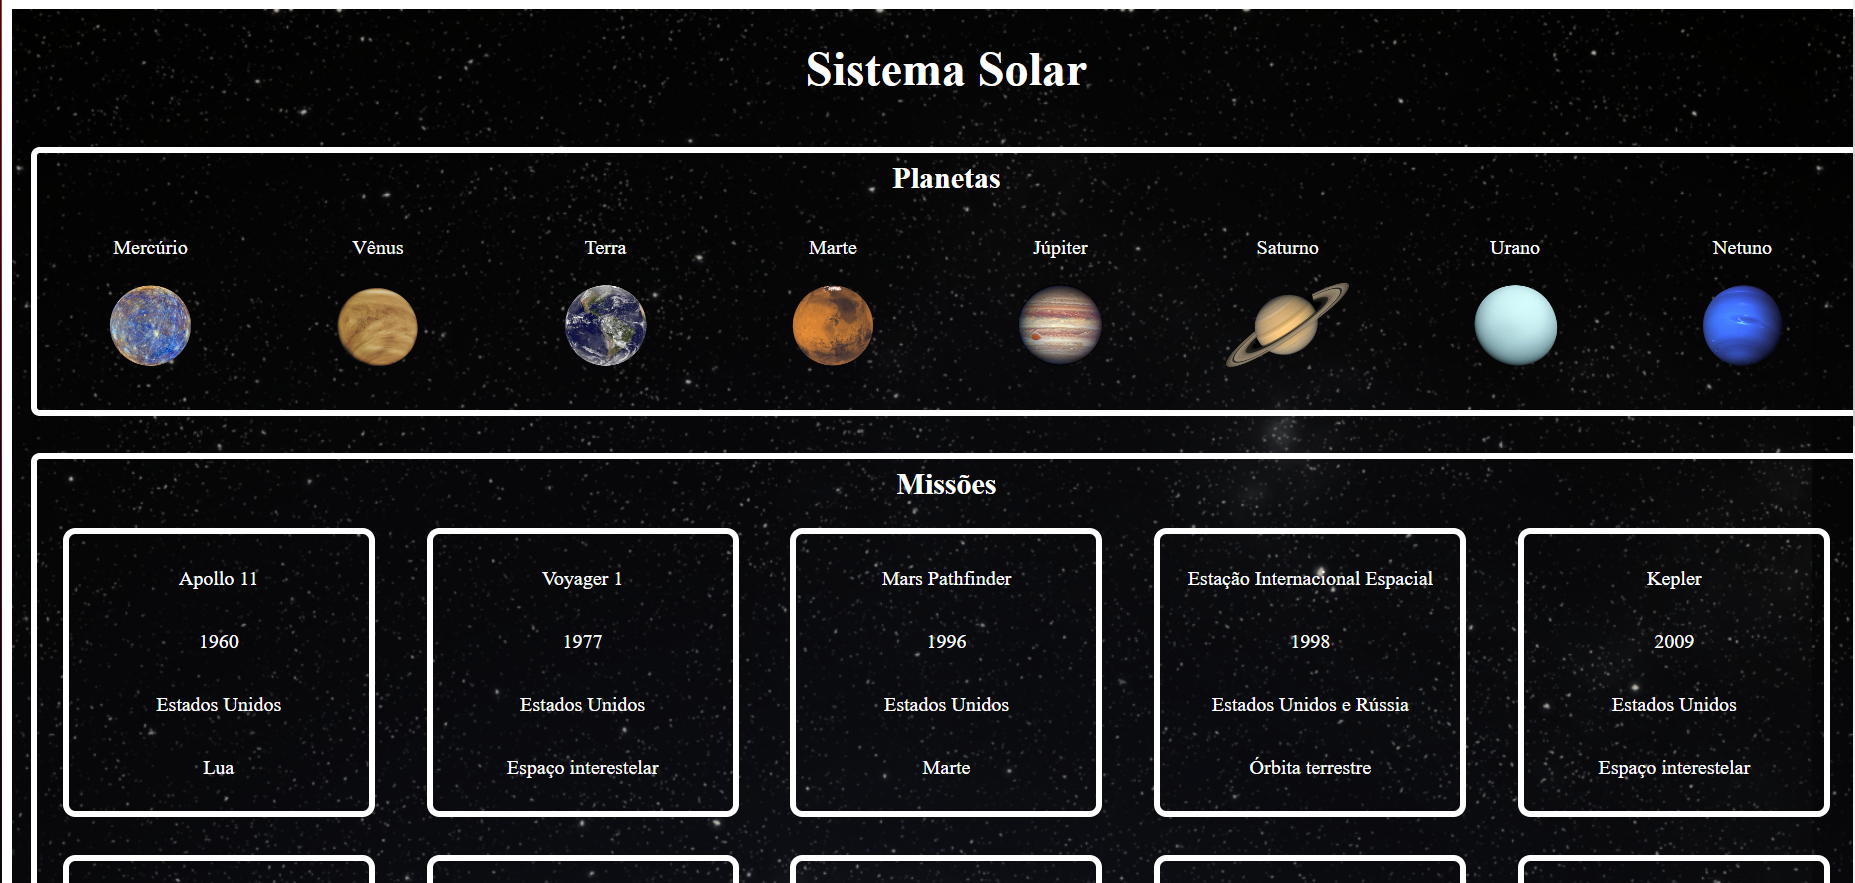 Sistema Solar
Planetas
Mercúrio
Vênus
Terra
Marte
Júpiter
Saturno
Urano
Netuno
Missões
Apollo 11
1960
Estados Unidos
Lua
Voyager 1
1977
Estados Unidos
Espaço interestelar
Mars Pathfinder
1996
Estados Unidos
Marte
Estação Internacional Espacial
1998
Estados Unidos e Rússia
Órbita terrestre
Kepler
2009
Estados Unidos
Espaço interestelar